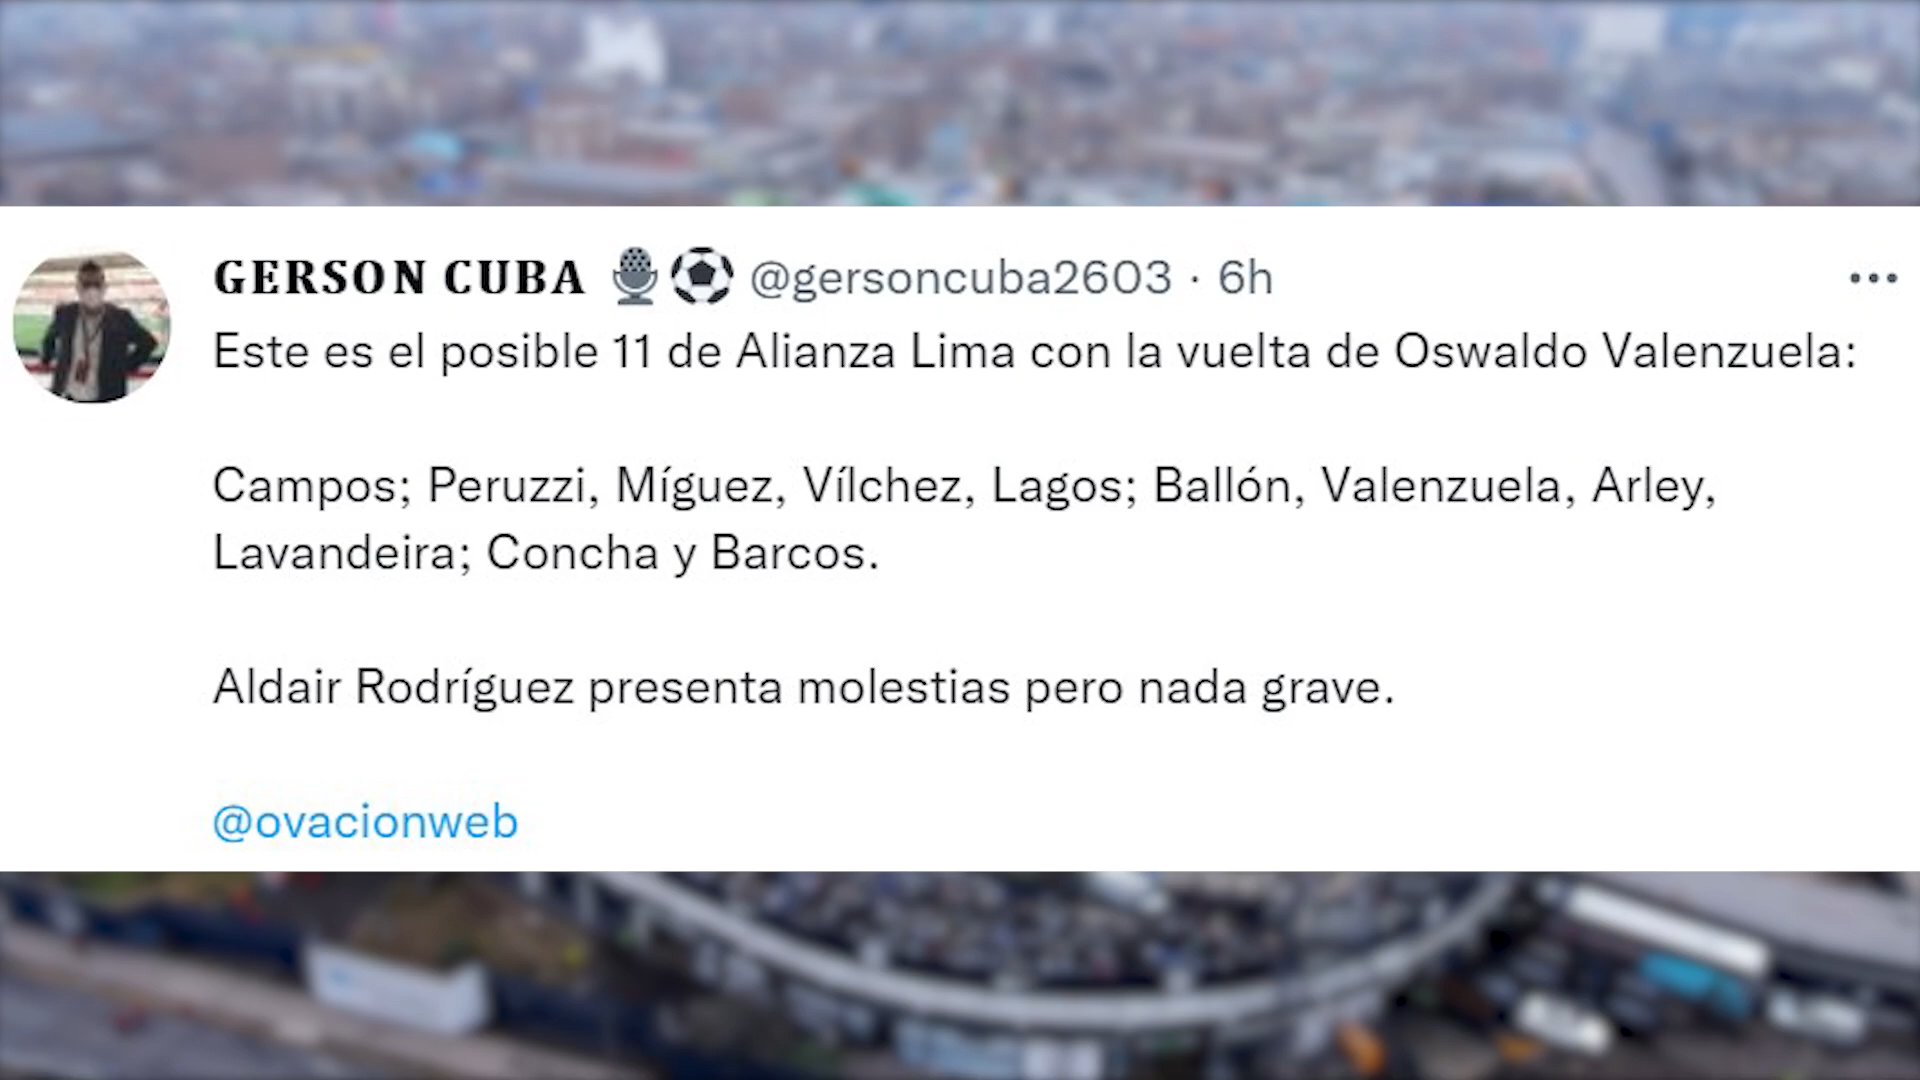 GERSON CUBA 🎙️⚽ @gersoncuba2603 · 6h
Este es el posible 11 de Alianza Lima con la vuelta de Oswaldo Valenzuela:
Campos; Peruzzi, Míguez, Vílchez, Lagos; Ballón, Valenzuela, Arley,
Lavandeira; Concha y Barcos.
Aldair Rodríguez presenta molestias pero nada grave.
@ovacionweb